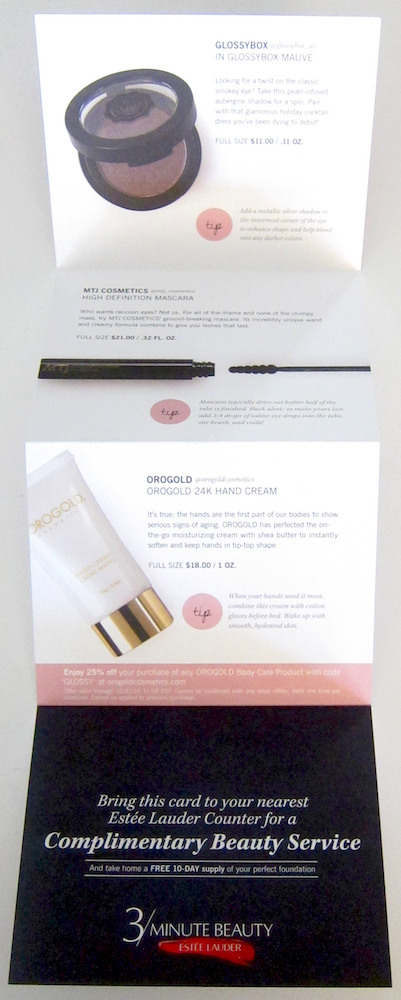 GLOSSYBOX @glossybox_us
IN GLOSSYBOX MAUVE
Looking for a twist on the classic
smokey eye? Take this pearl-infused
aubergine shadow for a spin. Pair
with that glamorous holiday cocktail
dress you've been dying to debut!
FULL SIZE $11.00 / .11 OZ.
tip
Add a metallic silver shadow to
the innermost corner of the eye
to enhance shape and help blend
into any darker colors.
MTJ COSMETICS @mtj_cosmetics
HIGH DEFINITION MASCARA
Who wants racoon eyes? Not us. For all of the drama and none of the clumpy
mess, try MTJ COSMETICS' ground-breaking mascara. Its incredibly unique wand
and creamy formula combine to give you lashes that last.
FULL SIZE $21.00 / .32 FL. OZ.
MTJ
tip
Mascaras typically dries out before half of the
tube is finished. Hack alert: to make yours last
add 3-4 drops of saline eye drops into the tube,
stir brush, and voilà!
OROGOLD
COSMETICS
HAND CREAM
OROGOLD @orogoldcosmetics
OROGOLD 24K HAND CREAM
It's true: the hands are the first part of our bodies to show
serious signs of aging. OROGOLD has perfected the on-
the-go moisturizing cream with shea butter to instantly
soften and keep hands in tip-top shape.
FULL SIZE $18.00 / 1 OZ.
tip
When your hands need it most,
combine this cream with cotton
gloves before bed. Wake up with
smooth, hydrated skin.
Enjoy 25% off your purchase of any OROGOLD Body Care Product with code
"GLOSSY" at orogoldcosmetics.com
Bring this card to your nearest
Estée Lauder Counter for a
Complimentary Beauty Service
And take home a FREE 10-DAY supply of your perfect foundation
3/MINUTE BEAUTY
ESTĒE LAUDER